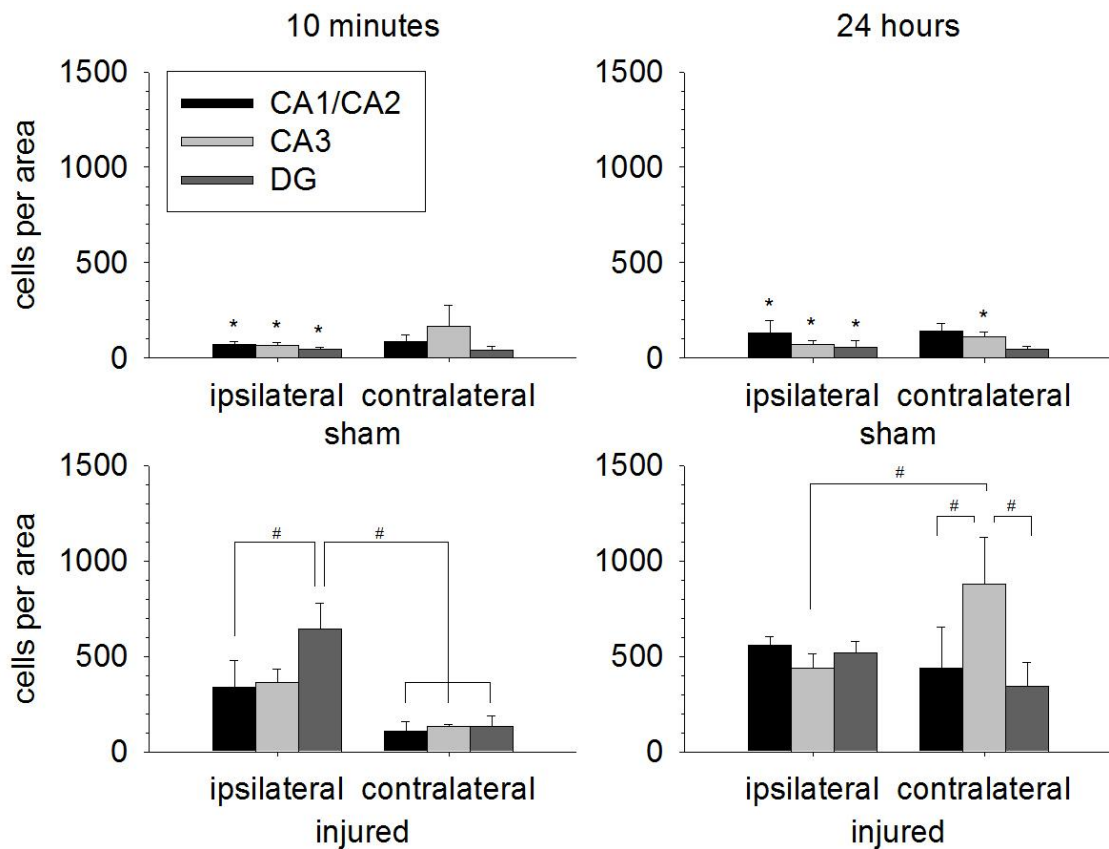 10 minutes
24 hours
cells per area
1500
1000
500
0
CA1/CA2
CA3
DG
* * *
ipsilateral contralateral
sham
1500
1000
500
0
* * * *
ipsilateral contralateral
sham
cells per area
1500
1000
500
0
# #
ipsilateral contralateral
injured
1500
1000
500
0
#
# #
ipsilateral contralateral
injured